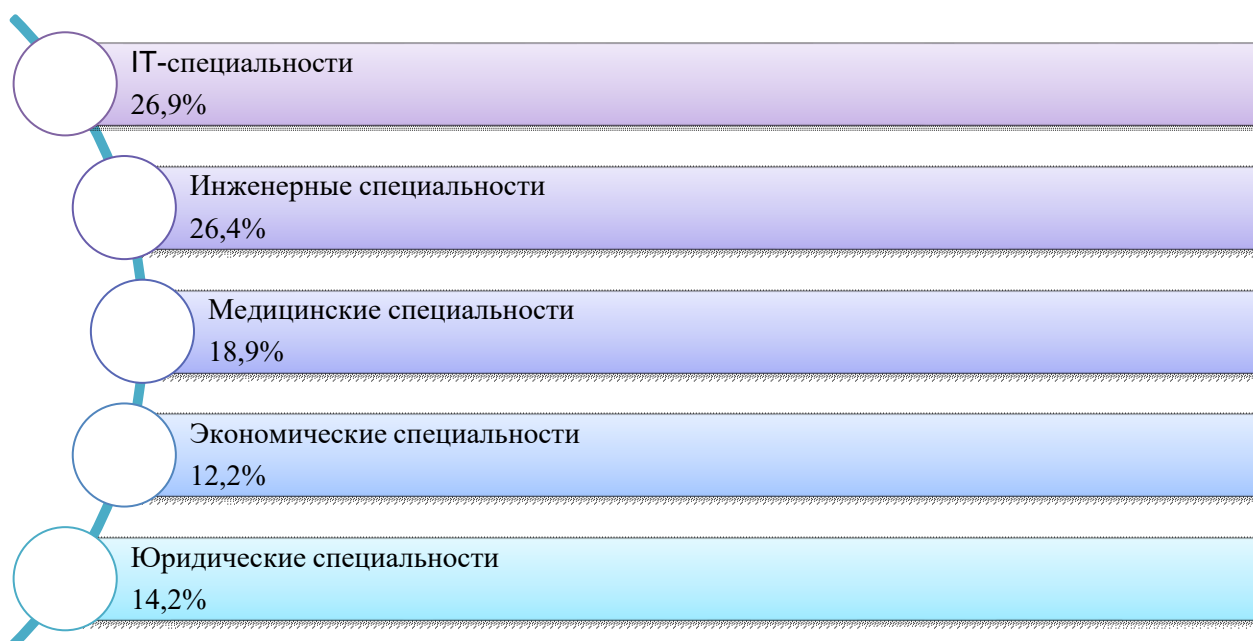 IT-специальности
26,9%
Инженерные специальности
26,4%
Медицинские специальности
18,9%
Экономические специальности
12,2%
Юридические специальности
14,2%